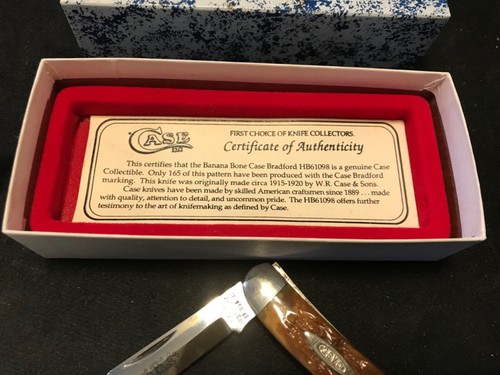 CASE
FIRST CHOICE OF KNIFE COLLECTORS.
Certificate of Authenticity
This certifies that the Banana Bone Case Bradford HB61098 is a genuine Case
Collectible. Only 165 of this pattern have been produced with the Case Bradford
marking. This knife was originally made circa 1915-1920 by W.R. Case & Sons.
Case knives have been made by skilled American craftsmen since 1889 . . . made
with quality, attention to detail, and uncommon pride. The HB61098 offers further
testimony to the art of knifemaking as defined by Case.
CASE